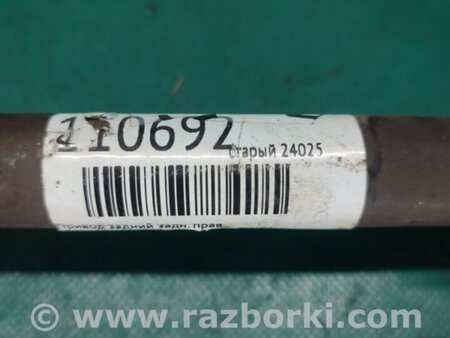 110692
старый 24025
привод задний задн. прав.
© www.razborki.com